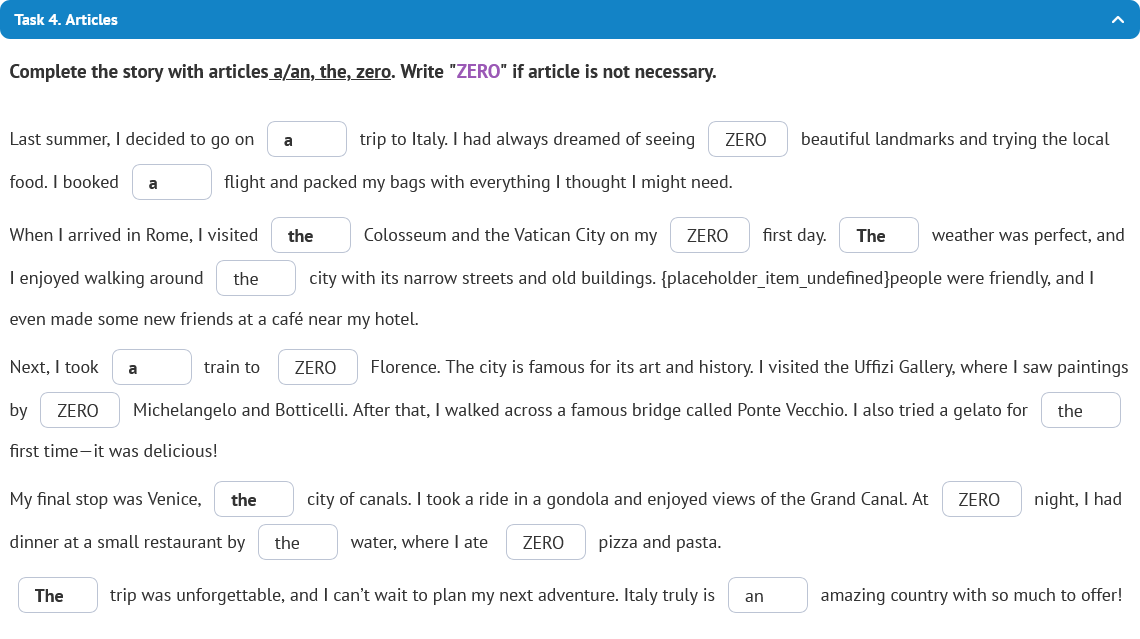 Task 4. Articles
Complete the story with articles a/an, the, zero. Write "ZERO" if article is not necessary.
Last summer, I decided to go on a trip to Italy. I had always dreamed of seeing ZERO beautiful landmarks and trying the local
food. I booked a flight and packed my bags with everything I thought I might need.
When I arrived in Rome, I visited the Colosseum and the Vatican City on my ZERO first day. The weather was perfect, and
I enjoyed walking around the city with its narrow streets and old buildings. {placeholder_item_undefined}people were friendly, and I
even made some new friends at a café near my hotel.
Next, I took a train to ZERO Florence. The city is famous for its art and history. I visited the Uffizi Gallery, where I saw paintings
by ZERO Michelangelo and Botticelli. After that, I walked across a famous bridge called Ponte Vecchio. I also tried a gelato for the
first time—it was delicious!
My final stop was Venice, the city of canals. I took a ride in a gondola and enjoyed views of the Grand Canal. At ZERO night, I had
dinner at a small restaurant by the water, where I ate ZERO pizza and pasta.
The trip was unforgettable, and I can't wait to plan my next adventure. Italy truly is an amazing country with so much to offer!